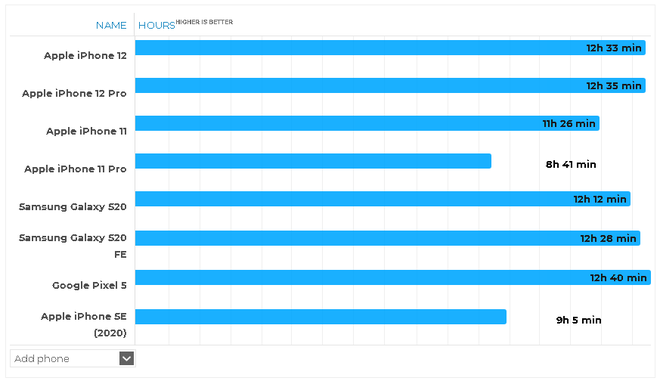 NAME HOURS HIGHER IS BETTER
Apple iPhone 12 12h 33 min
Apple iPhone 12 Pro 12h 35 min
Apple iPhone 11 11h 26 min
Apple iPhone 11 Pro 8h 41 min
Samsung Galaxy S20 12h 12 min
Samsung Galaxy S20 12h 28 min
FE
Google Pixel 5 12h 40 min
Apple iPhone SE 9h 5 min
(2020)
Add phone